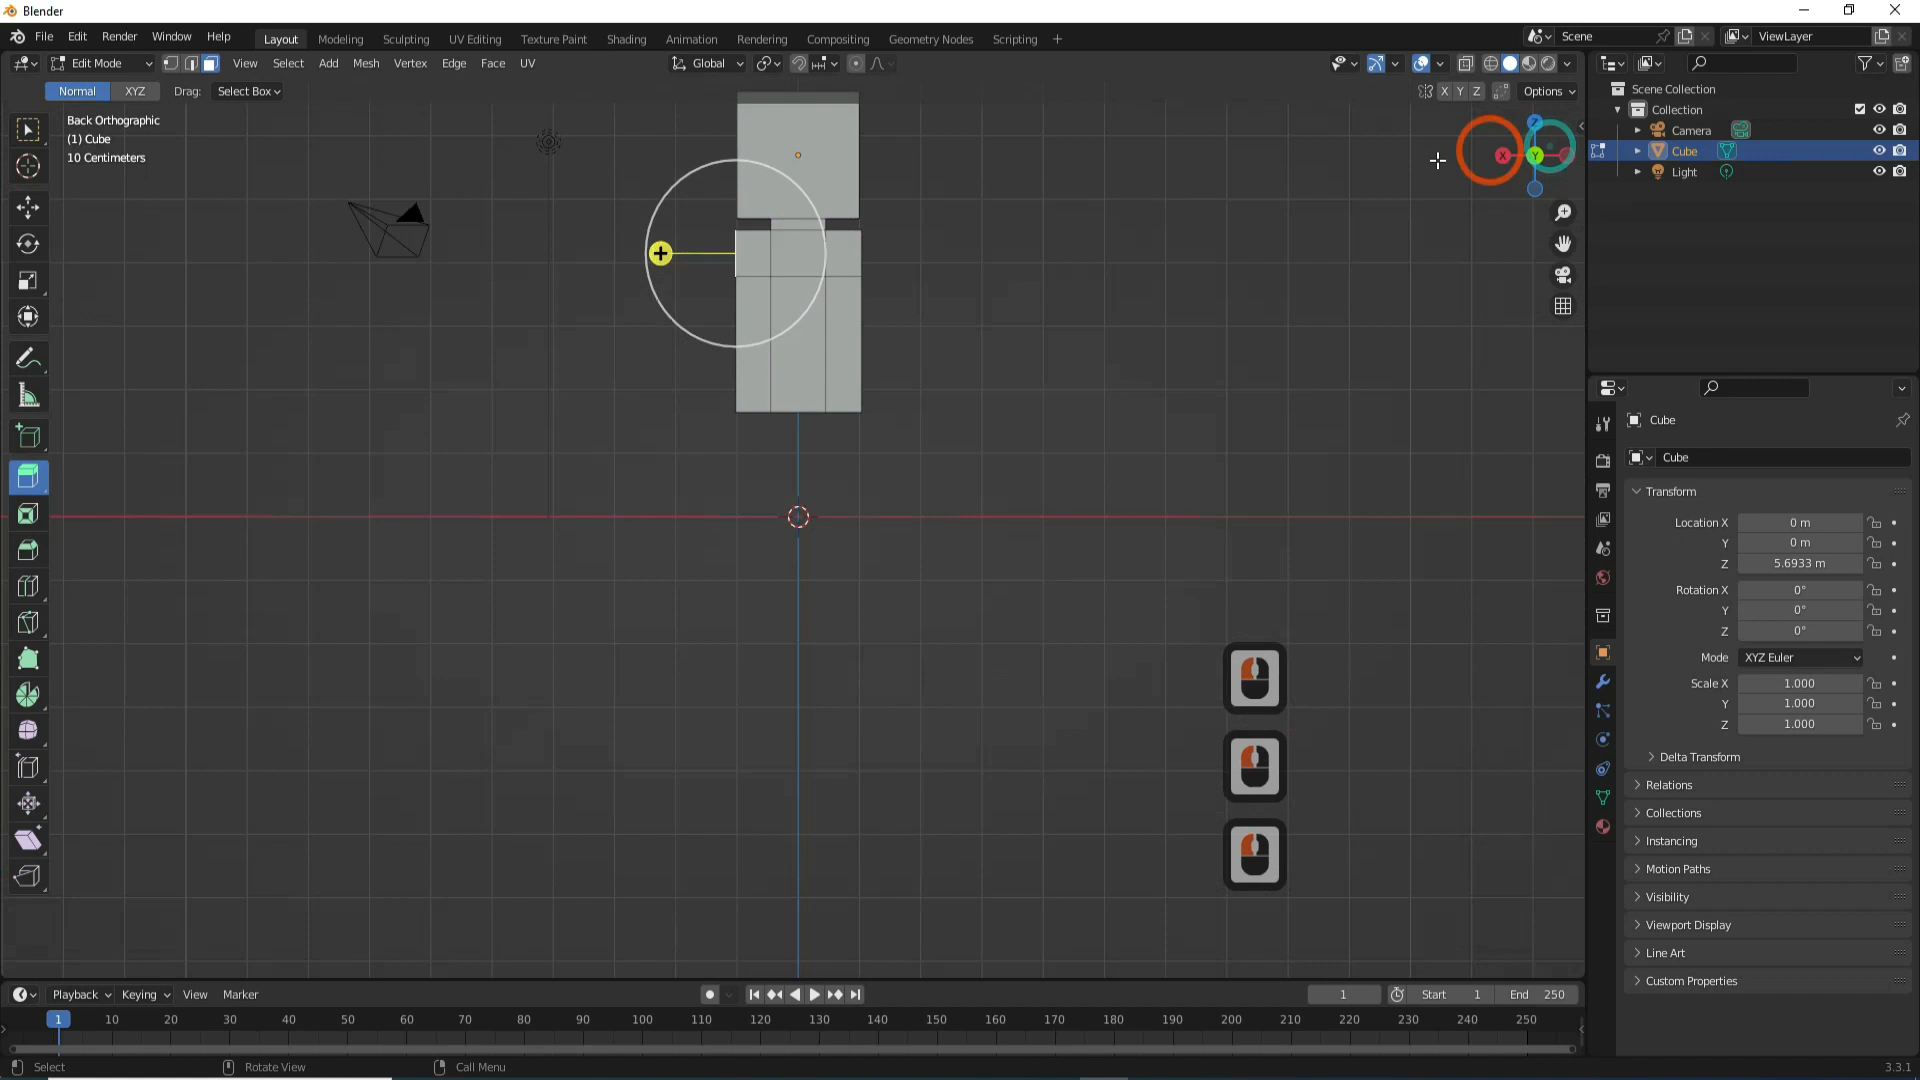 Blender
File Edit Render Window Help
Layout Modeling Sculpting UV Editing Texture Paint Shading Animation Rendering Compositing Geometry Nodes Scripting +
Scene
ViewLayer
Edit Mode
View Select Add Mesh Vertex Edge Face UV
Global
Normal XYZ Drag: Select Box
X Y Z Options
Back Orthographic
(1) Cube
10 Centimeters
Z
X
Y
Scene Collection
Collection
Camera
Cube
Light
Cube
Cube
Transform
Location X 0 m
Y 0 m
Z 5.6933 m
Rotation X 0°
Y 0°
Z 0°
Mode XYZ Euler
Scale X 1.000
Y 1.000
Z 1.000
Delta Transform
Relations
Collections
Instancing
Motion Paths
Visibility
Viewport Display
Line Art
Custom Properties
Playback Keying View Marker
1 Start 1 End 250
1 10 20 30 40 50 60 70 80 90 100 110 120 130 140 150 160 170 180 190 200 210 220 230 240 250
Select Rotate View Call Menu
3.3.1